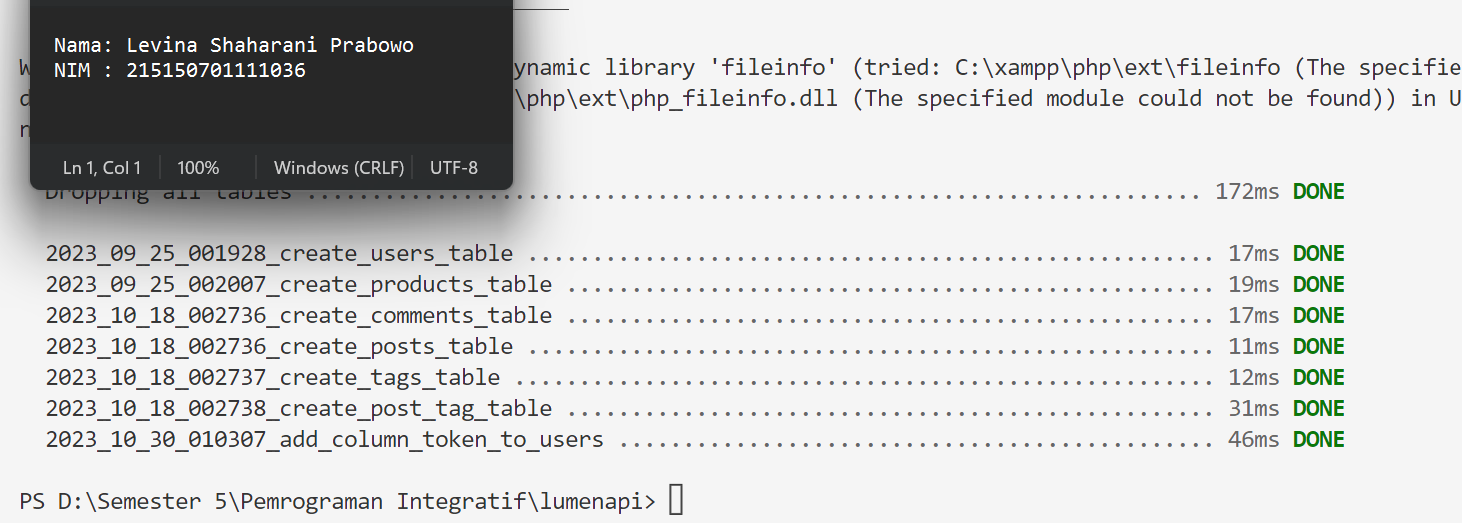 Nama: Levina Shaharani Prabowo
NIM : 215150701111036
ynamic library 'fileinfo' (tried: C:\xampp\php\ext\fileinfo (The specifie
\php\ext\php_fileinfo.dll (The specified module could not be found)) in U
Ln 1, Col 1 100% Windows (CRLF) UTF-8
Dropping all tables ..................................................................... 172ms DONE
2023_09_25_001928_create_users_table ..................................................... 17ms DONE
2023_09_25_002007_create_products_table .................................................. 19ms DONE
2023_10_18_002736_create_comments_table .................................................. 17ms DONE
2023_10_18_002736_create_posts_table ..................................................... 11ms DONE
2023_10_18_002737_create_tags_table ...................................................... 12ms DONE
2023_10_18_002738_create_post_tag_table .................................................. 31ms DONE
2023_10_30_010307_add_column_token_to_users .............................................. 46ms DONE
PS D:\Semester 5\Pemrograman Integratif\lumenapi>